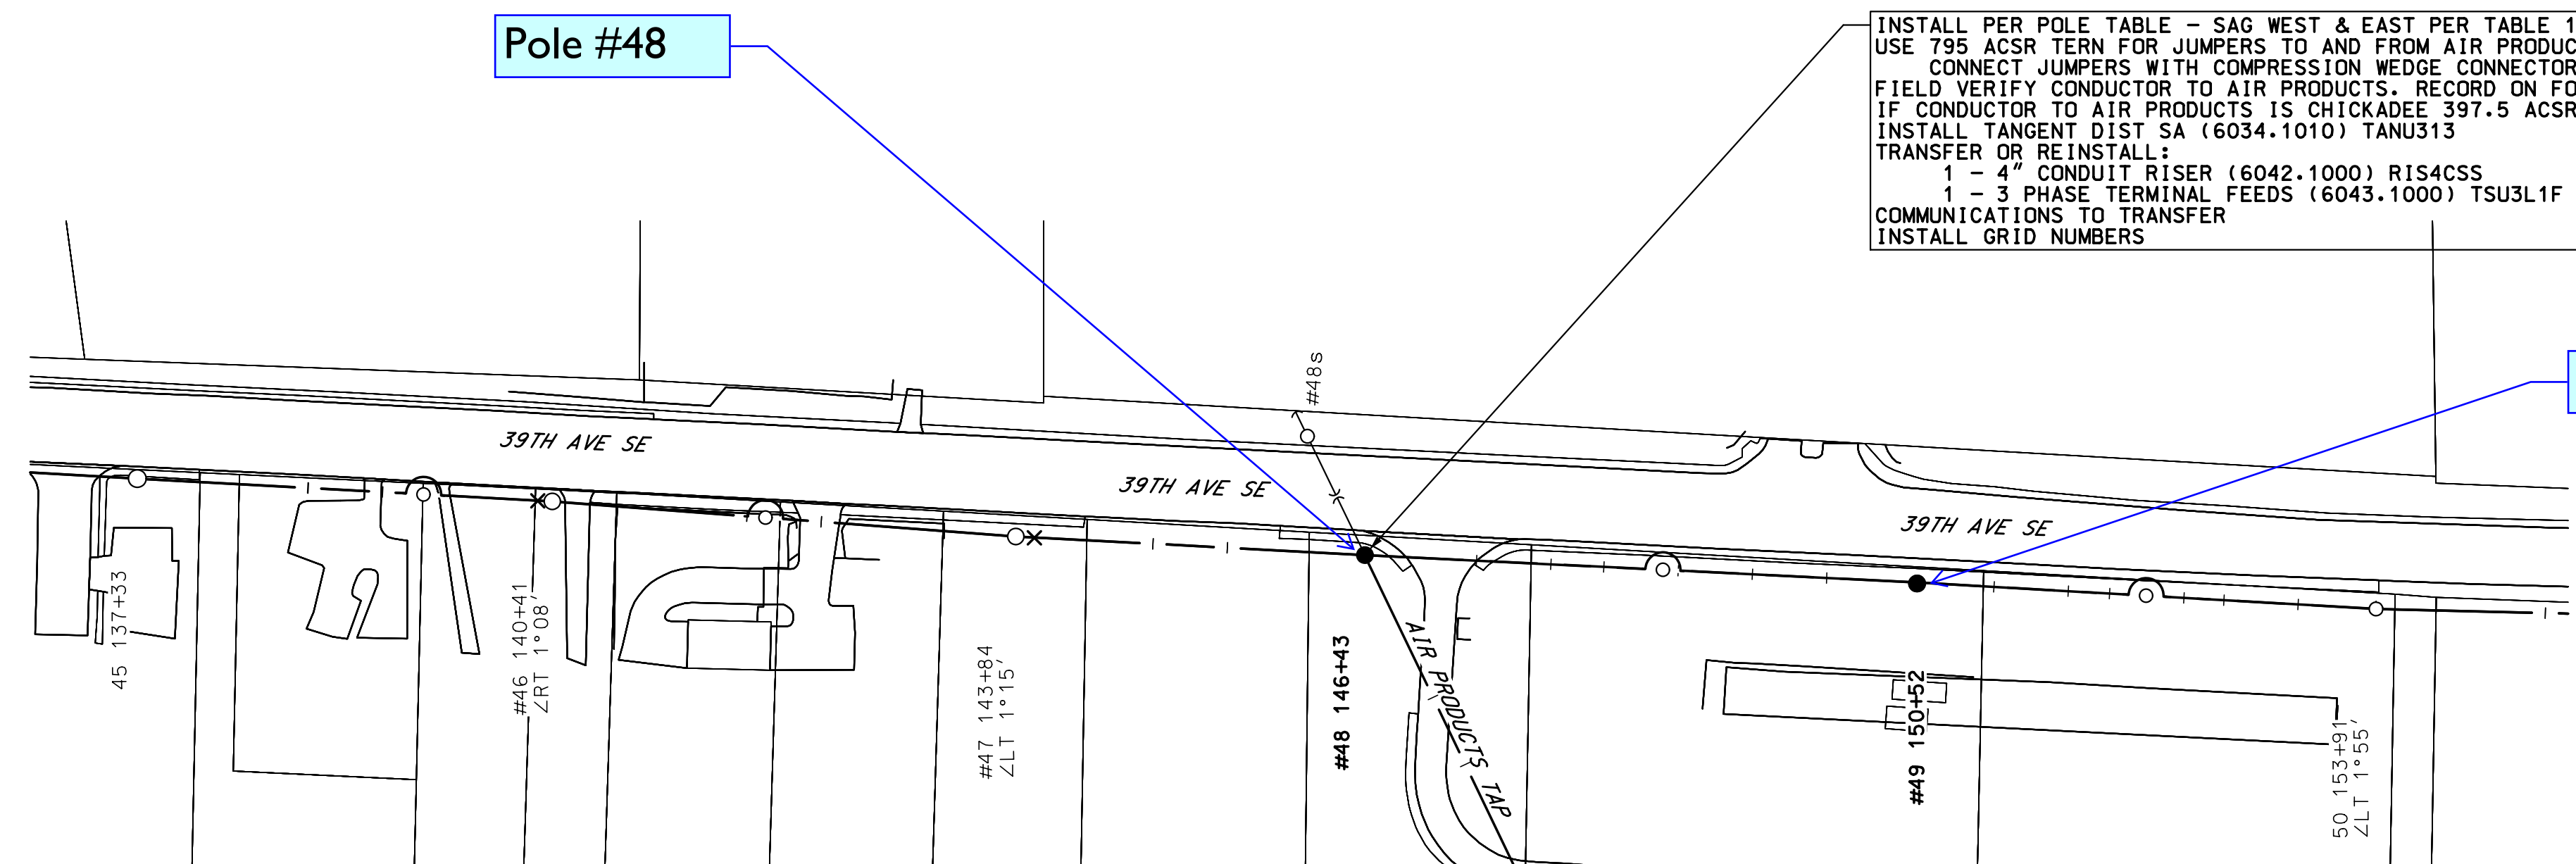 Pole #48
INSTALL PER POLE TABLE - SAG WEST & EAST PER TABLE 1
USE 795 ACSR TERN FOR JUMPERS TO AND FROM AIR PRODUC
CONNECT JUMPERS WITH COMPRESSION WEDGE CONNECTOR
FIELD VERIFY CONDUCTOR TO AIR PRODUCTS. RECORD ON FO
IF CONDUCTOR TO AIR PRODUCTS IS CHICKADEE 397.5 ACSR
INSTALL TANGENT DIST SA (6034.1010) TANU313
TRANSFER OR REINSTALL:
1 - 4" CONDUIT RISER (6042.1000) RIS4CSS
1 - 3 PHASE TERMINAL FEEDS (6043.1000) TSU3L1F
COMMUNICATIONS TO TRANSFER
INSTALL GRID NUMBERS
#48s
39TH AVE SE
39TH AVE SE
39TH AVE SE
45 137+33
#46 140+41
∠RT 1°08'
#47 143+84
∠LT 1°15'
#48 146+43
AIR PRODUCTS TAP
#49 150+52
50 153+91
∠LT 1°55'